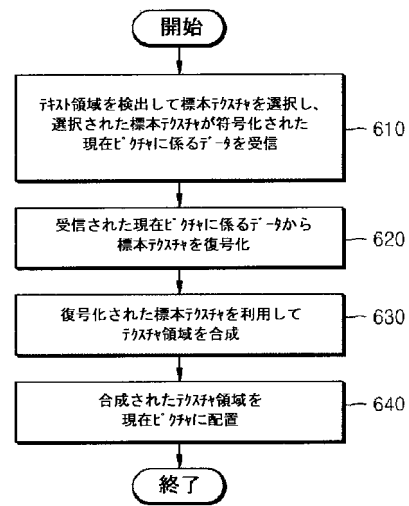 開始
ﾃｷｽﾄ領域を検出して標本ﾃｸｽﾁｬを選択し、
選択された標本ﾃｸｽﾁｬが符号化された
現在ﾋﾟｸﾁｬに係るﾃﾞｰﾀを受信
610
受信された現在ﾋﾟｸﾁｬに係るﾃﾞｰﾀから
標本ﾃｸｽﾁｬを復号化
620
復号化された標本ﾃｸｽﾁｬを利用して
ﾃｸｽﾁｬ領域を合成
630
合成されたﾃｸｽﾁｬ領域を
現在ﾋﾟｸﾁｬに配置
640
終了